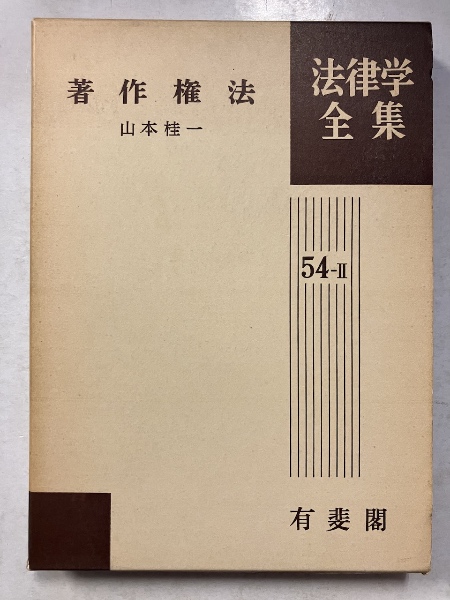 著作権法
山本桂一
法律学
全集
54-II
有斐閣